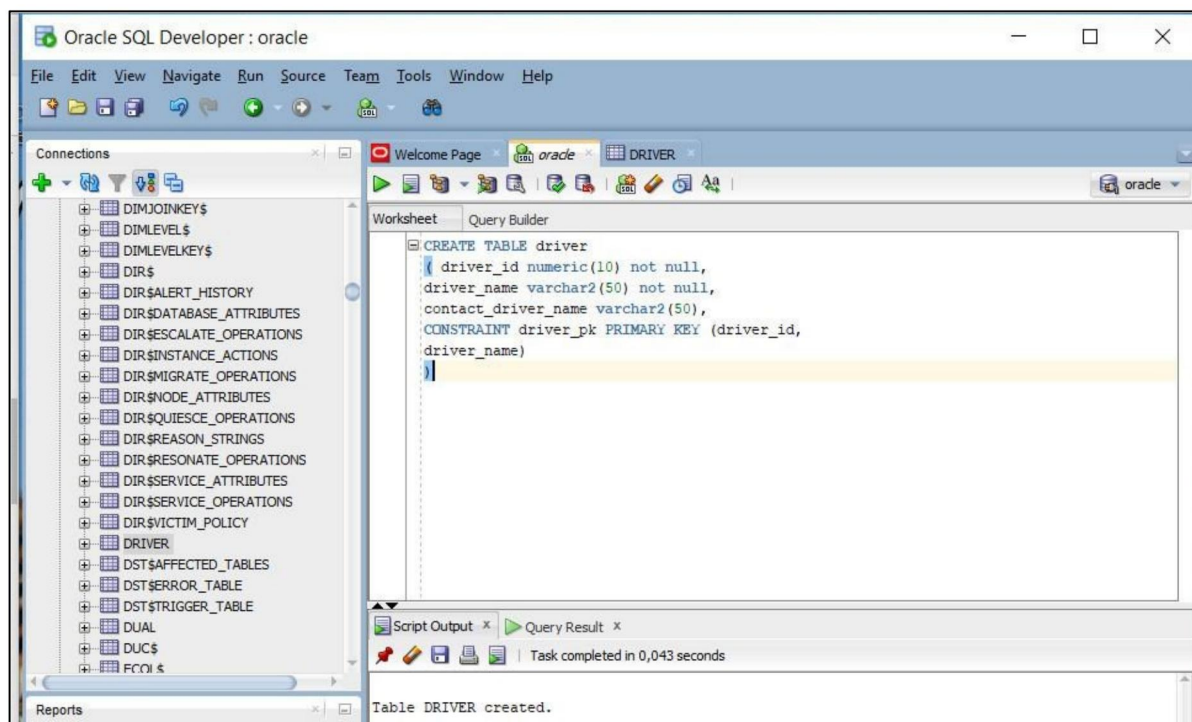 Oracle SQL Developer : oracle
File Edit View Navigate Run Source Team Tools Window Help
Connections
DIMJOINKEY$
DIMLEVEL$
DIMLEVELKEY$
DIR$
DIR$ALERT_HISTORY
DIR$DATABASE_ATTRIBUTES
DIR$ESCALATE_OPERATIONS
DIR$INSTANCE_ACTIONS
DIR$MIGRATE_OPERATIONS
DIR$NODE_ATTRIBUTES
DIR$QUIESCE_OPERATIONS
DIR$REASON_STRINGS
DIR$RESONATE_OPERATIONS
DIR$SERVICE_ATTRIBUTES
DIR$SERVICE_OPERATIONS
DIR$VICTIM_POLICY
DRIVER
DST$AFFECTED_TABLES
DST$ERROR_TABLE
DST$TRIGGER_TABLE
DUAL
DUC$
ECOL$
Reports
Welcome Page oracle DRIVER
oracle
Worksheet Query Builder
CREATE TABLE driver
( driver_id numeric(10) not null,
driver_name varchar2(50) not null,
contact_driver_name varchar2(50),
CONSTRAINT driver_pk PRIMARY KEY (driver_id,
driver_name)
)
Script Output x Query Result x
Task completed in 0,043 seconds
Table DRIVER created.